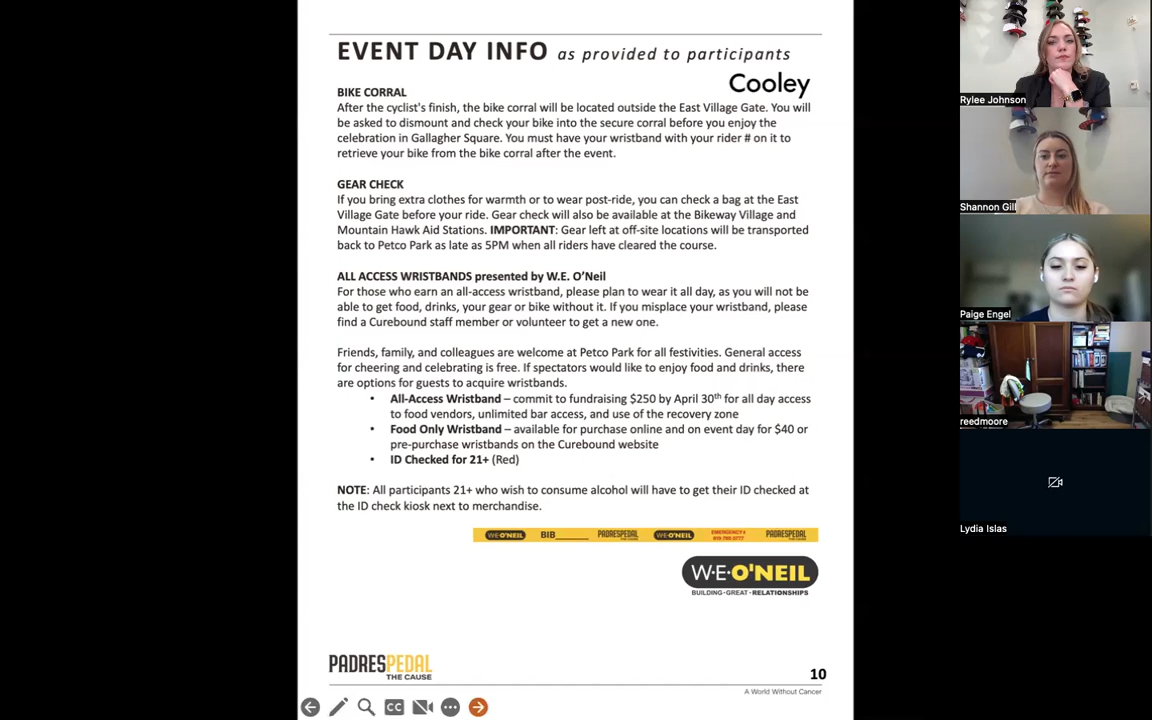 EVENT DAY INFO as provided to participants
Cooley
BIKE CORRAL
After the cyclist's finish, the bike corral will be located outside the East Village Gate. You will
be asked to dismount and check your bike into the secure corral before you enjoy the
celebration in Gallagher Square. You must have your wristband with your rider # on it to
retrieve your bike from the bike corral after the event.
GEAR CHECK
If you bring extra clothes for warmth or to wear post-ride, you can check a bag at the East
Village Gate before your ride. Gear check will also be available at the Bikeway Village and
Mountain Hawk Aid Stations. IMPORTANT: Gear left at off-site locations will be transported
back to Petco Park as late as 5PM when all riders have cleared the course.
ALL ACCESS WRISTBANDS presented by W.E. O’Neil
For those who earn an all-access wristband, please plan to wear it all day, as you will not be
able to get food, drinks, your gear or bike without it. If you misplace your wristband, please
find a Curebound staff member or volunteer to get a new one.
Friends, family, and colleagues are welcome at Petco Park for all festivities. General access
for cheering and celebrating is free. If spectators would like to enjoy food and drinks, there
are options for guests to acquire wristbands.
• All-Access Wristband – commit to fundraising $250 by April 30th for all day access
to food vendors, unlimited bar access, and use of the recovery zone
• Food Only Wristband – available for purchase online and on event day for $40 or
pre-purchase wristbands on the Curebound website
• ID Checked for 21+ (Red)
NOTE: All participants 21+ who wish to consume alcohol will have to get their ID checked at
the ID check kiosk next to merchandise.
W·E·O'NEIL BIB______ PADRESPEDAL THE CAUSE W·E·O'NEIL PADRESPEDAL THE CAUSE
W·E·O'NEIL
BUILDING·GREAT·RELATIONSHIPS
PADRESPEDAL
THE CAUSE
10
A World Without Cancer
CC
Rylee Johnson
Shannon Gill
Paige Engel
reedmoore
Lydia Islas